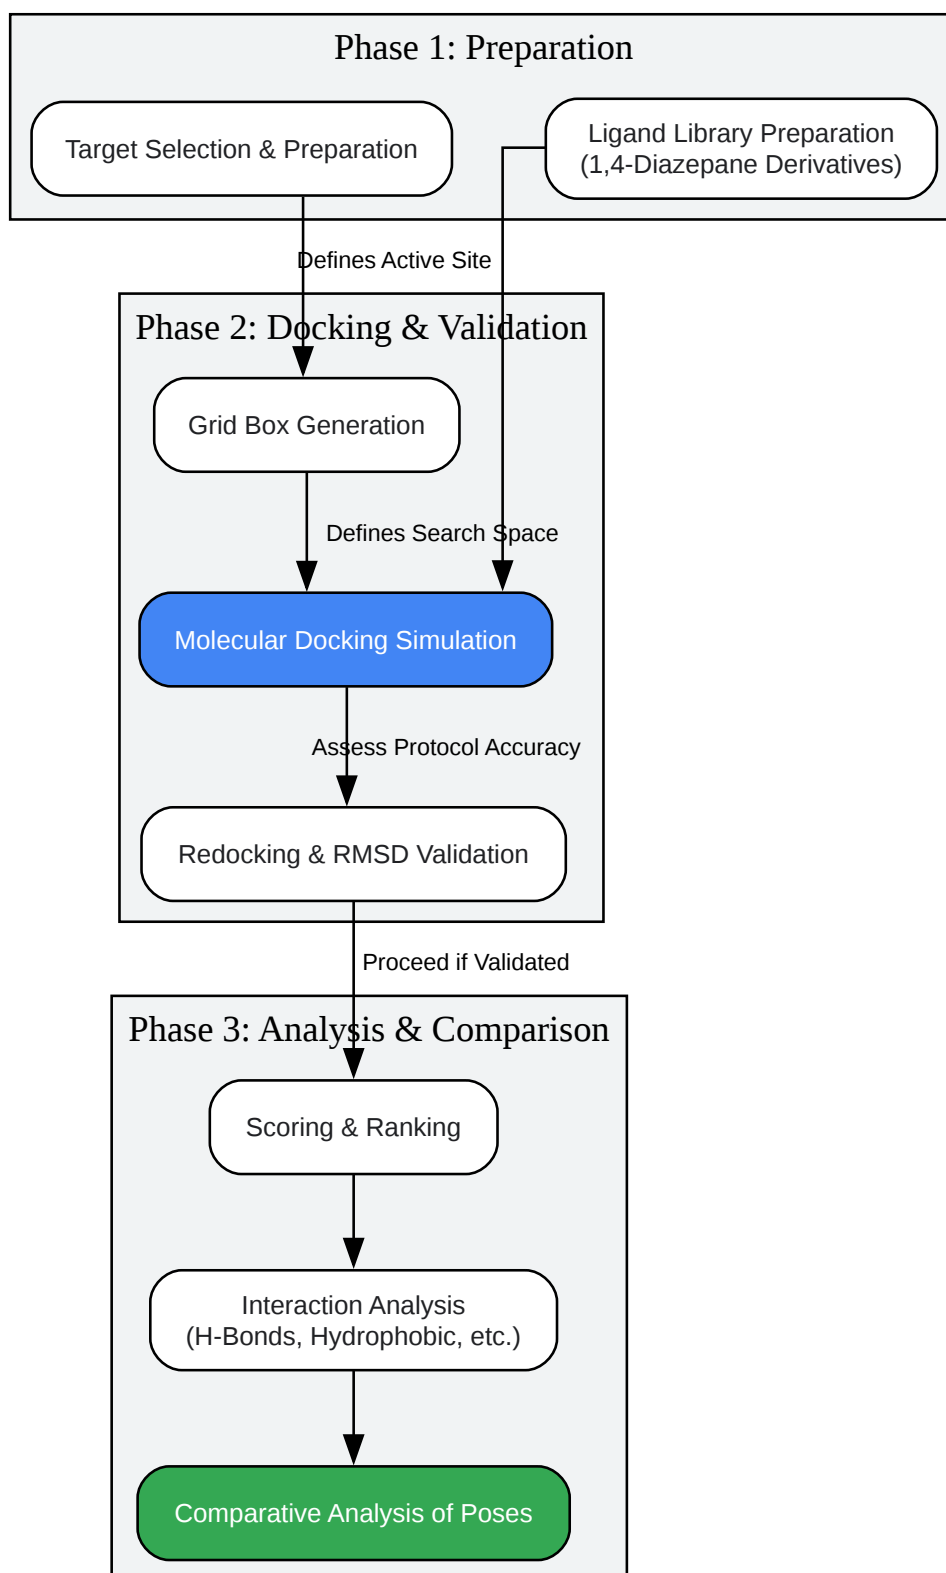 Phase 1: Preparation
Target Selection & Preparation
Ligand Library Preparation
(1,4-Diazepane Derivatives)
Defines Active Site
Phase 2: Docking & Validation
Grid Box Generation
Defines Search Space
Molecular Docking Simulation
Assess Protocol Accuracy
Redocking & RMSD Validation
Proceed if Validated
Phase 3: Analysis & Comparison
Scoring & Ranking
Interaction Analysis
(H-Bonds, Hydrophobic, etc.)
Comparative Analysis of Poses